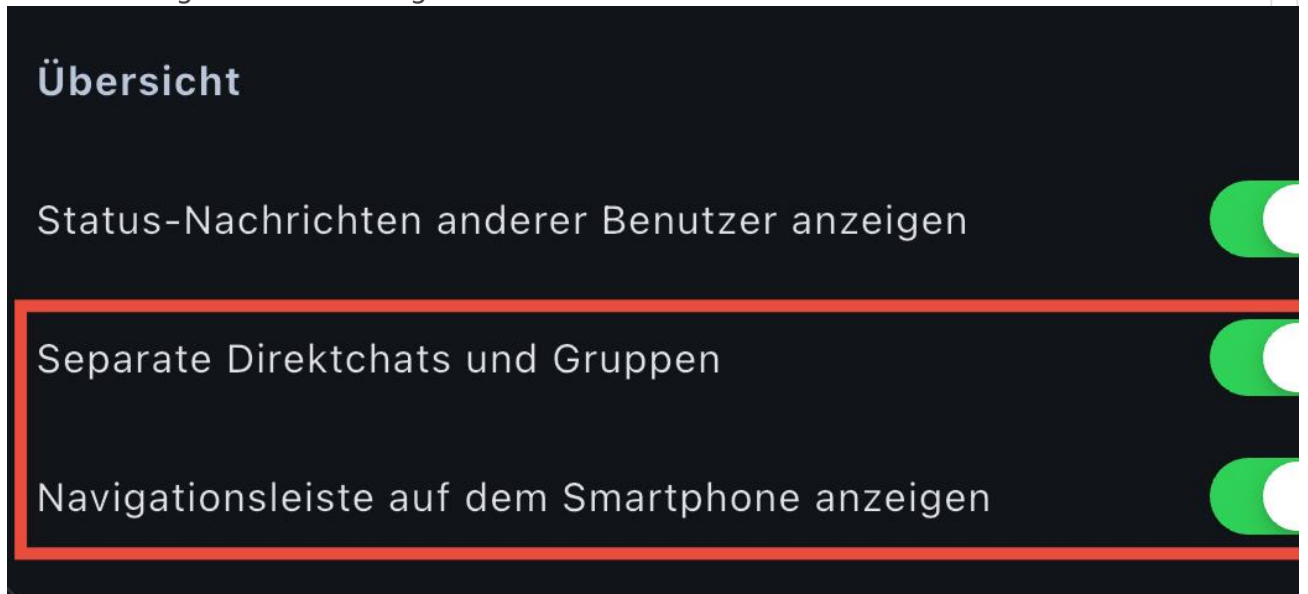 Übersicht
Status-Nachrichten anderer Benutzer anzeigen
Separate Direktchats und Gruppen
Navigationsleiste auf dem Smartphone anzeigen